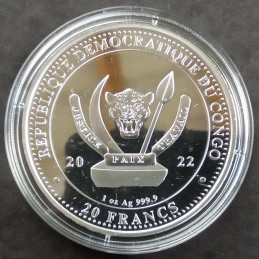 REPUBLIQUE DEMOCRATIQUE DU CONGO
JUSTICE
PAIX
TRAVAIL
20 22
1 oz Ag 999.9
20 FRANCS